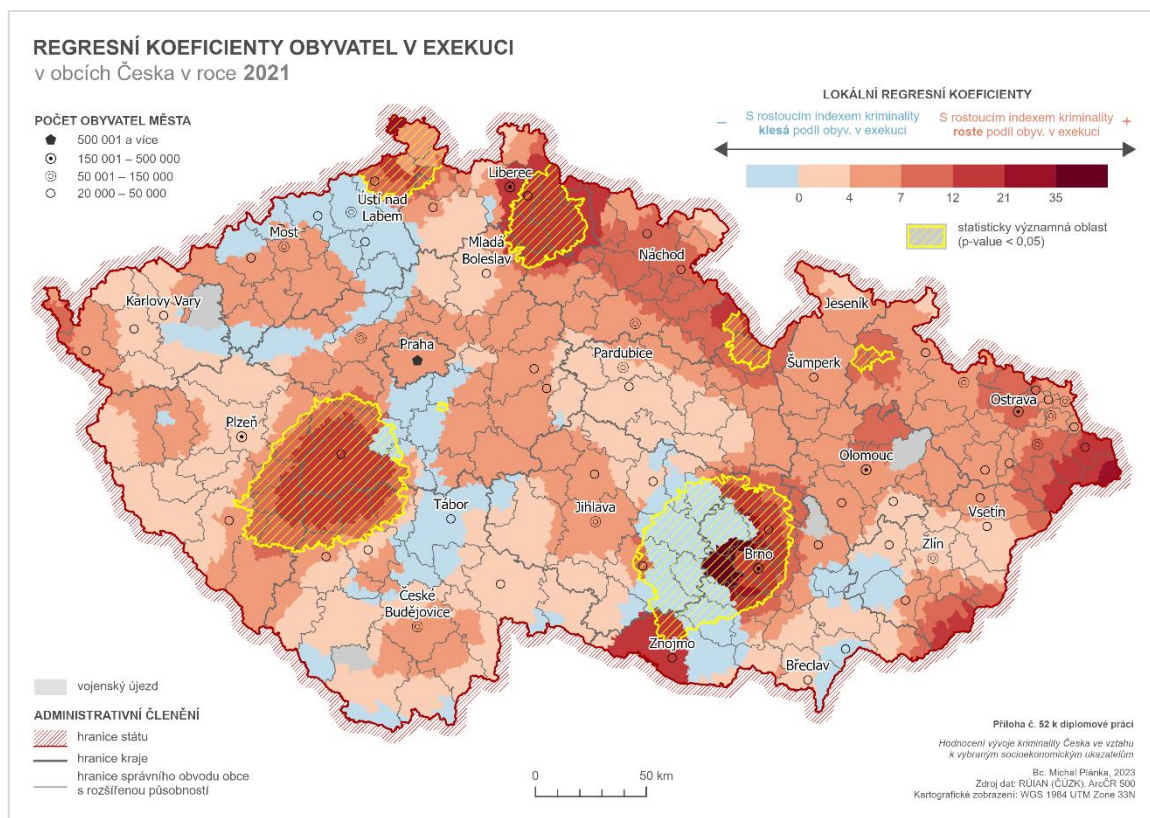 REGRESNÍ KOEFICIENTY OBYVATEL V EXEKUCI
v obcích Česka v roce 2021
POČET OBYVATEL MĚSTA
500 001 a více
150 001 – 500 000
50 001 – 150 000
20 000 – 50 000
LOKÁLNÍ REGRESNÍ KOEFICIENTY
– S rostoucím indexem kriminality klesá podíl obyv. v exekuci
S rostoucím indexem kriminality roste podíl obyv. v exekuci +
0 4 7 12 21 35
statisticky významná oblast
(p-value < 0,05)
Liberec
Ústí nad
Labem
Most
Mladá
Boleslav
Náchod
Karlovy Vary
Jeseník
Praha
Pardubice
Šumperk
Ostrava
Plzeň
Olomouc
Tábor
Jihlava
Vsetín
Brno
Zlín
České
Budějovice
Znojmo
Břeclav
vojenský újezd
ADMINISTRATIVNÍ ČLENĚNÍ
hranice státu
hranice kraje
hranice správního obvodu obce
s rozšířenou působností
0 50 km
Příloha č. 52 k diplomové práci
Hodnocení vývoje kriminality Česka ve vztahu
k vybraným socioekonomickým ukazatelům
Bc. Michal Plánka, 2023
Zdroj dat: RÚIAN (ČÚZK), ArcČR 500
Kartografické zobrazení: WGS 1984 UTM Zone 33N